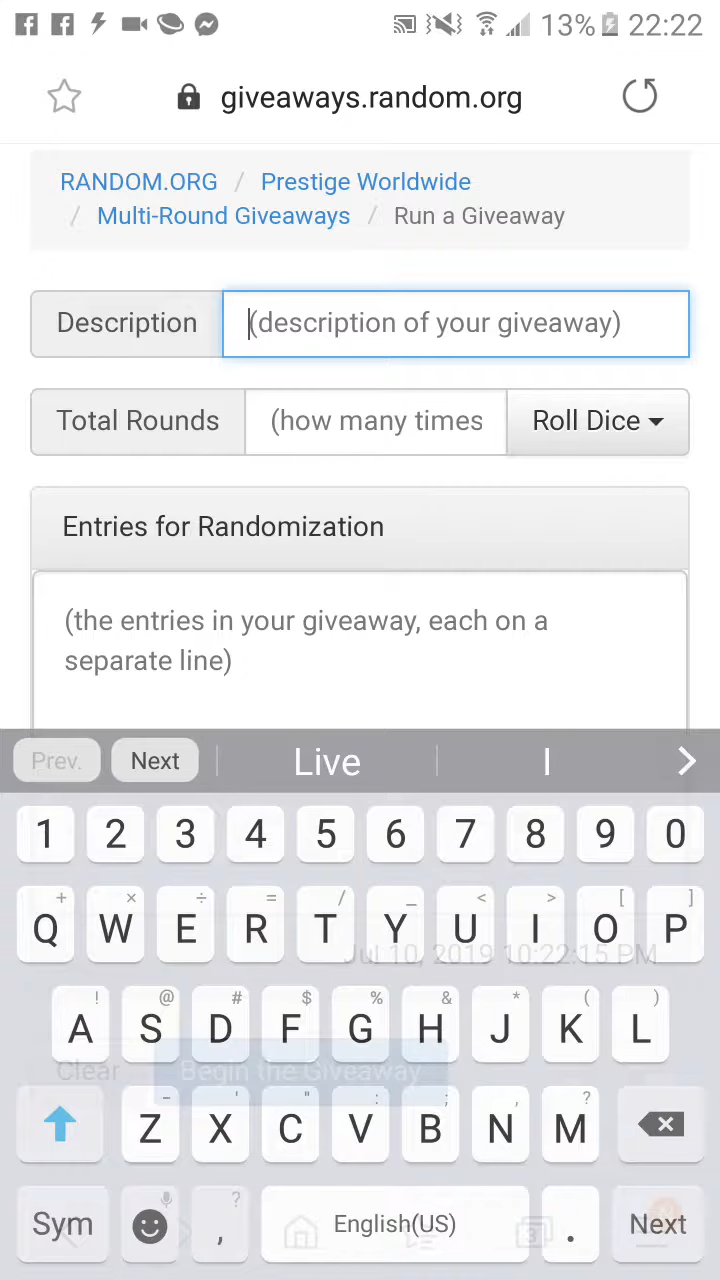 13% 22:22
giveaways.random.org
RANDOM.ORG / Prestige Worldwide
/ Multi-Round Giveaways / Run a Giveaway
Description (description of your giveaway)
Total Rounds (how many times Roll Dice
Entries for Randomization
(the entries in your giveaway, each on a
separate line)
Prev. Next Live I
1 2 3 4 5 6 7 8 9 0
+ × ÷ = / _ < > [ ]
Q W E R T Y U I O P
Jul 10, 2019 10:22:15 PM
! @ # $ % & * ( )
A S D F G H J K L
Clear Begin the Giveaway
- ' " : ; , ?
Z X C V B N M
?
Sym , English(US) . Next
3